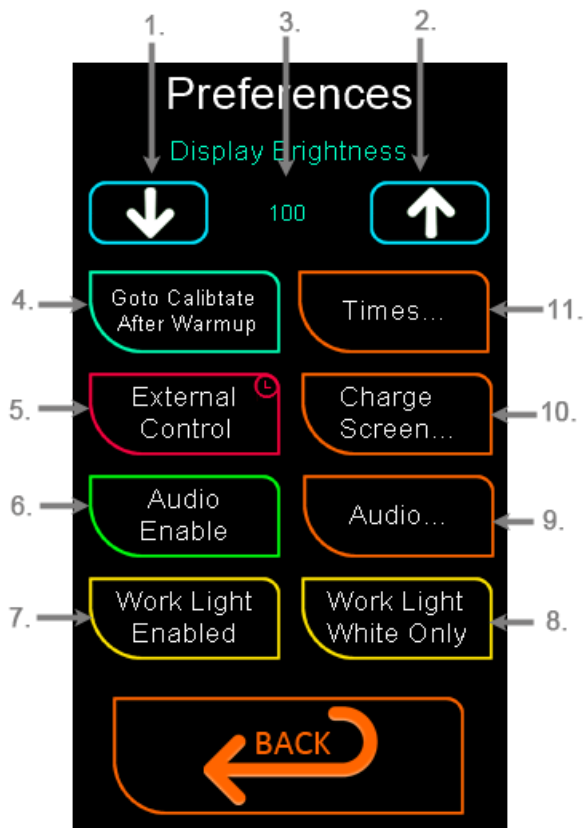 1.
3.
2.
Preferences
Display Brightness
100
4.
Goto Calibtate
After Warmup
Times...
11.
5.
External
Control
Charge
Screen...
10.
6.
Audio
Enable
Audio...
9.
7.
Work Light
Enabled
Work Light
White Only
8.
BACK